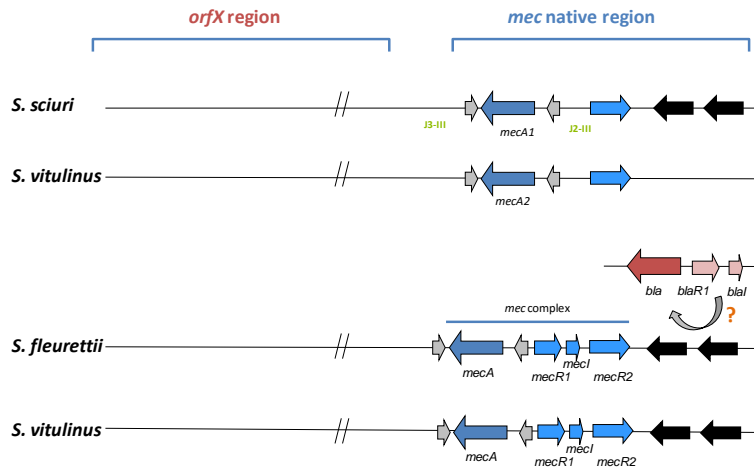 orfX region
mec native region
S. sciuri
J3-III
mecA1
J2-III
S. vitulinus
mecA2
bla
blaR1
blaI
?
mec complex
S. fleurettii
mecA
mecR1
mecI
mecR2
S. vitulinus
mecA
mecR1
mecI
mecR2